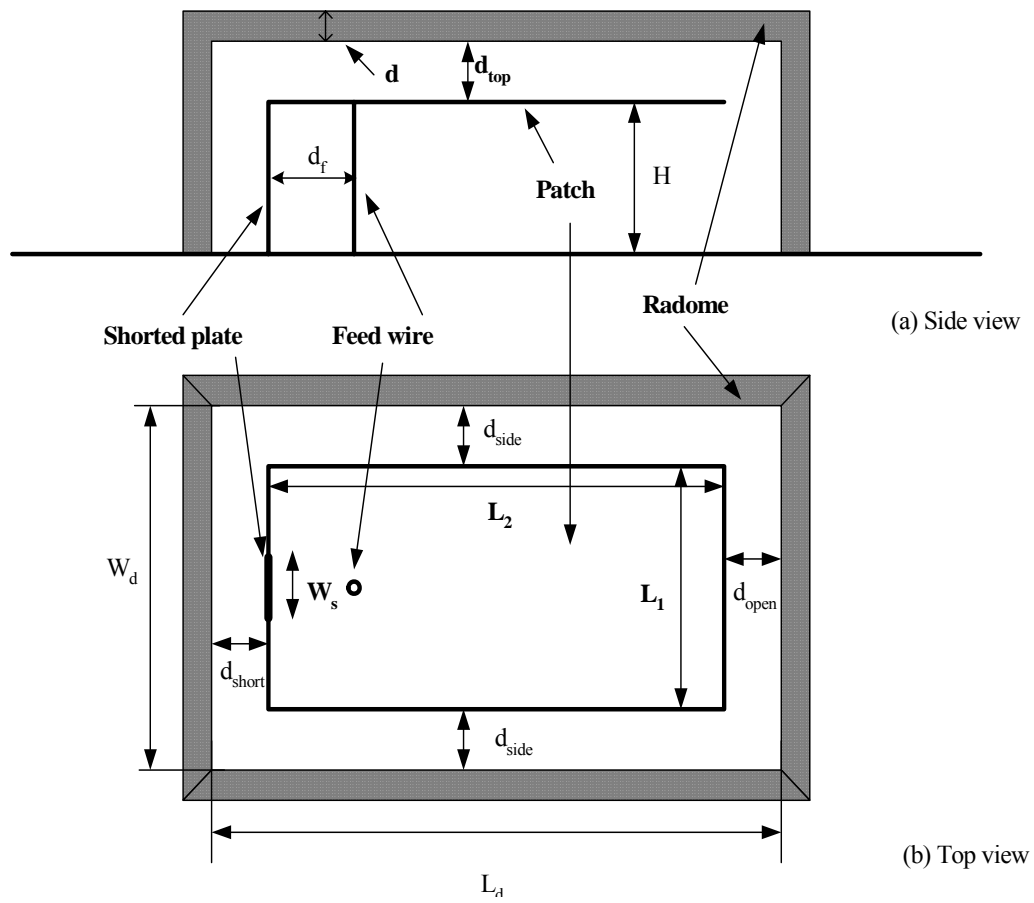 d
d_top
d_f
H
Patch
Shorted plate
Feed wire
Radome
(a) Side view
d_side
L_2
W_d
W_s
L_1
d_open
d_short
d_side
(b) Top view
L_d